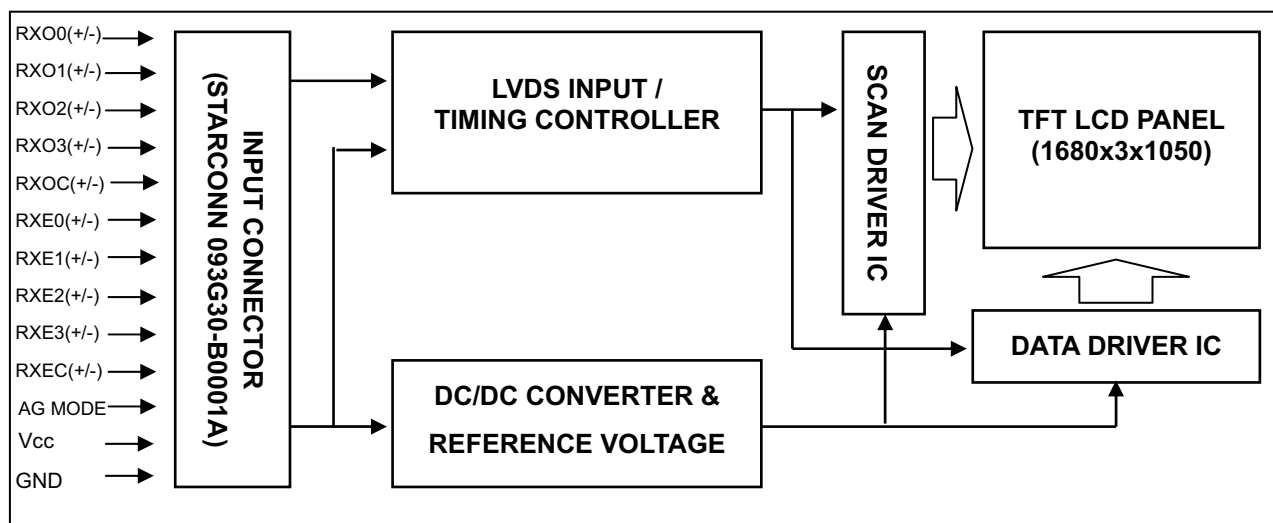 RXO0(+/-)
RXO1(+/-)
RXO2(+/-)
RXO3(+/-)
RXOC(+/-)
RXE0(+/-)
RXE1(+/-)
RXE2(+/-)
RXE3(+/-)
RXEC(+/-)
AG MODE
Vcc
GND
INPUT CONNECTOR
(STARCONN 093G30-B0001A)
LVDS INPUT /
TIMING CONTROLLER
DC/DC CONVERTER &
REFERENCE VOLTAGE
SCAN DRIVER IC
TFT LCD PANEL
(1680x3x1050)
DATA DRIVER IC